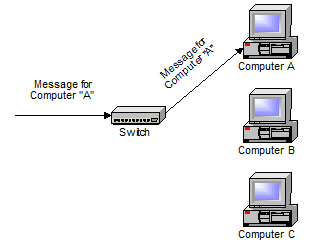 Message for
Computer "A"
Switch
Message for
Computer "A"
Computer A
Computer B
Computer C